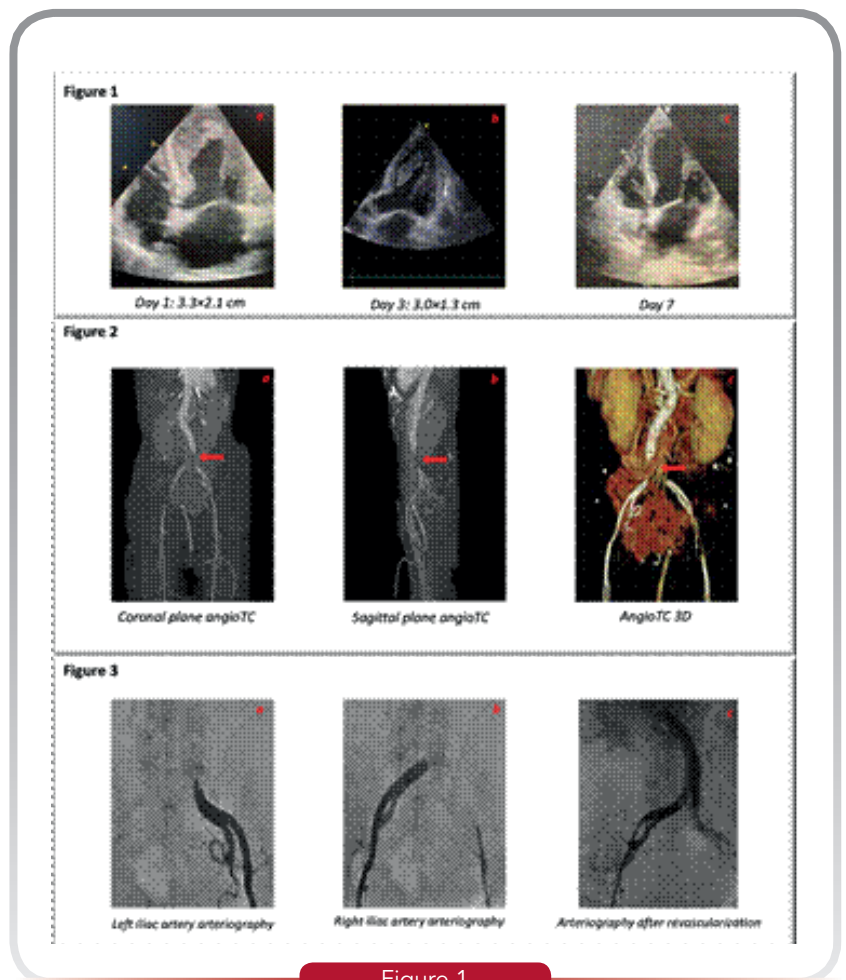 Figure 1
a b c
Day 1: 3.3×2.1 cm Day 3: 3.0×1.3 cm Day 7
Figure 2
a b c
Coronal plane angioTC Sagittal plane angioTC AngioTC 3D
Figure 3
a b c
Left iliac artery arteriography Right iliac artery arteriography Arteriography after revascularization
Figure 1